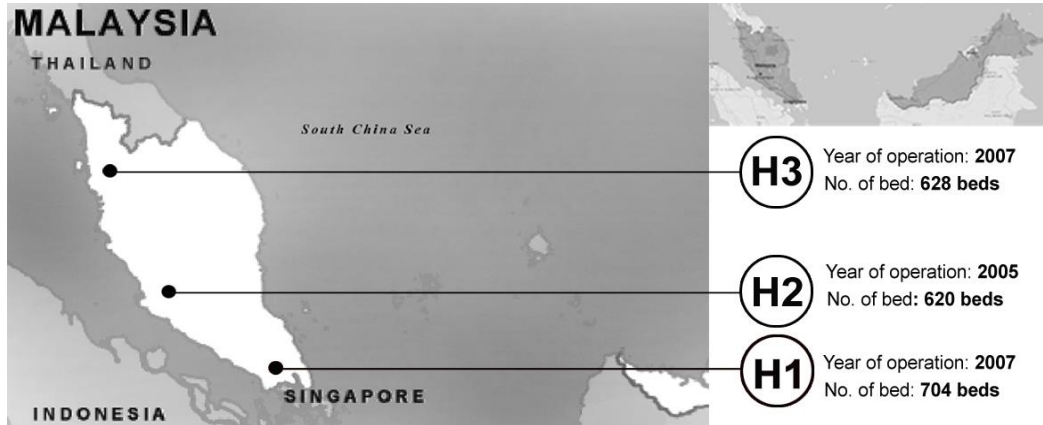 MALAYSIA
THAILAND
South China Sea
H3
Year of operation: 2007
No. of bed: 628 beds
H2
Year of operation: 2005
No. of bed: 620 beds
H1
Year of operation: 2007
No. of bed: 704 beds
SINGAPORE
INDONESIA